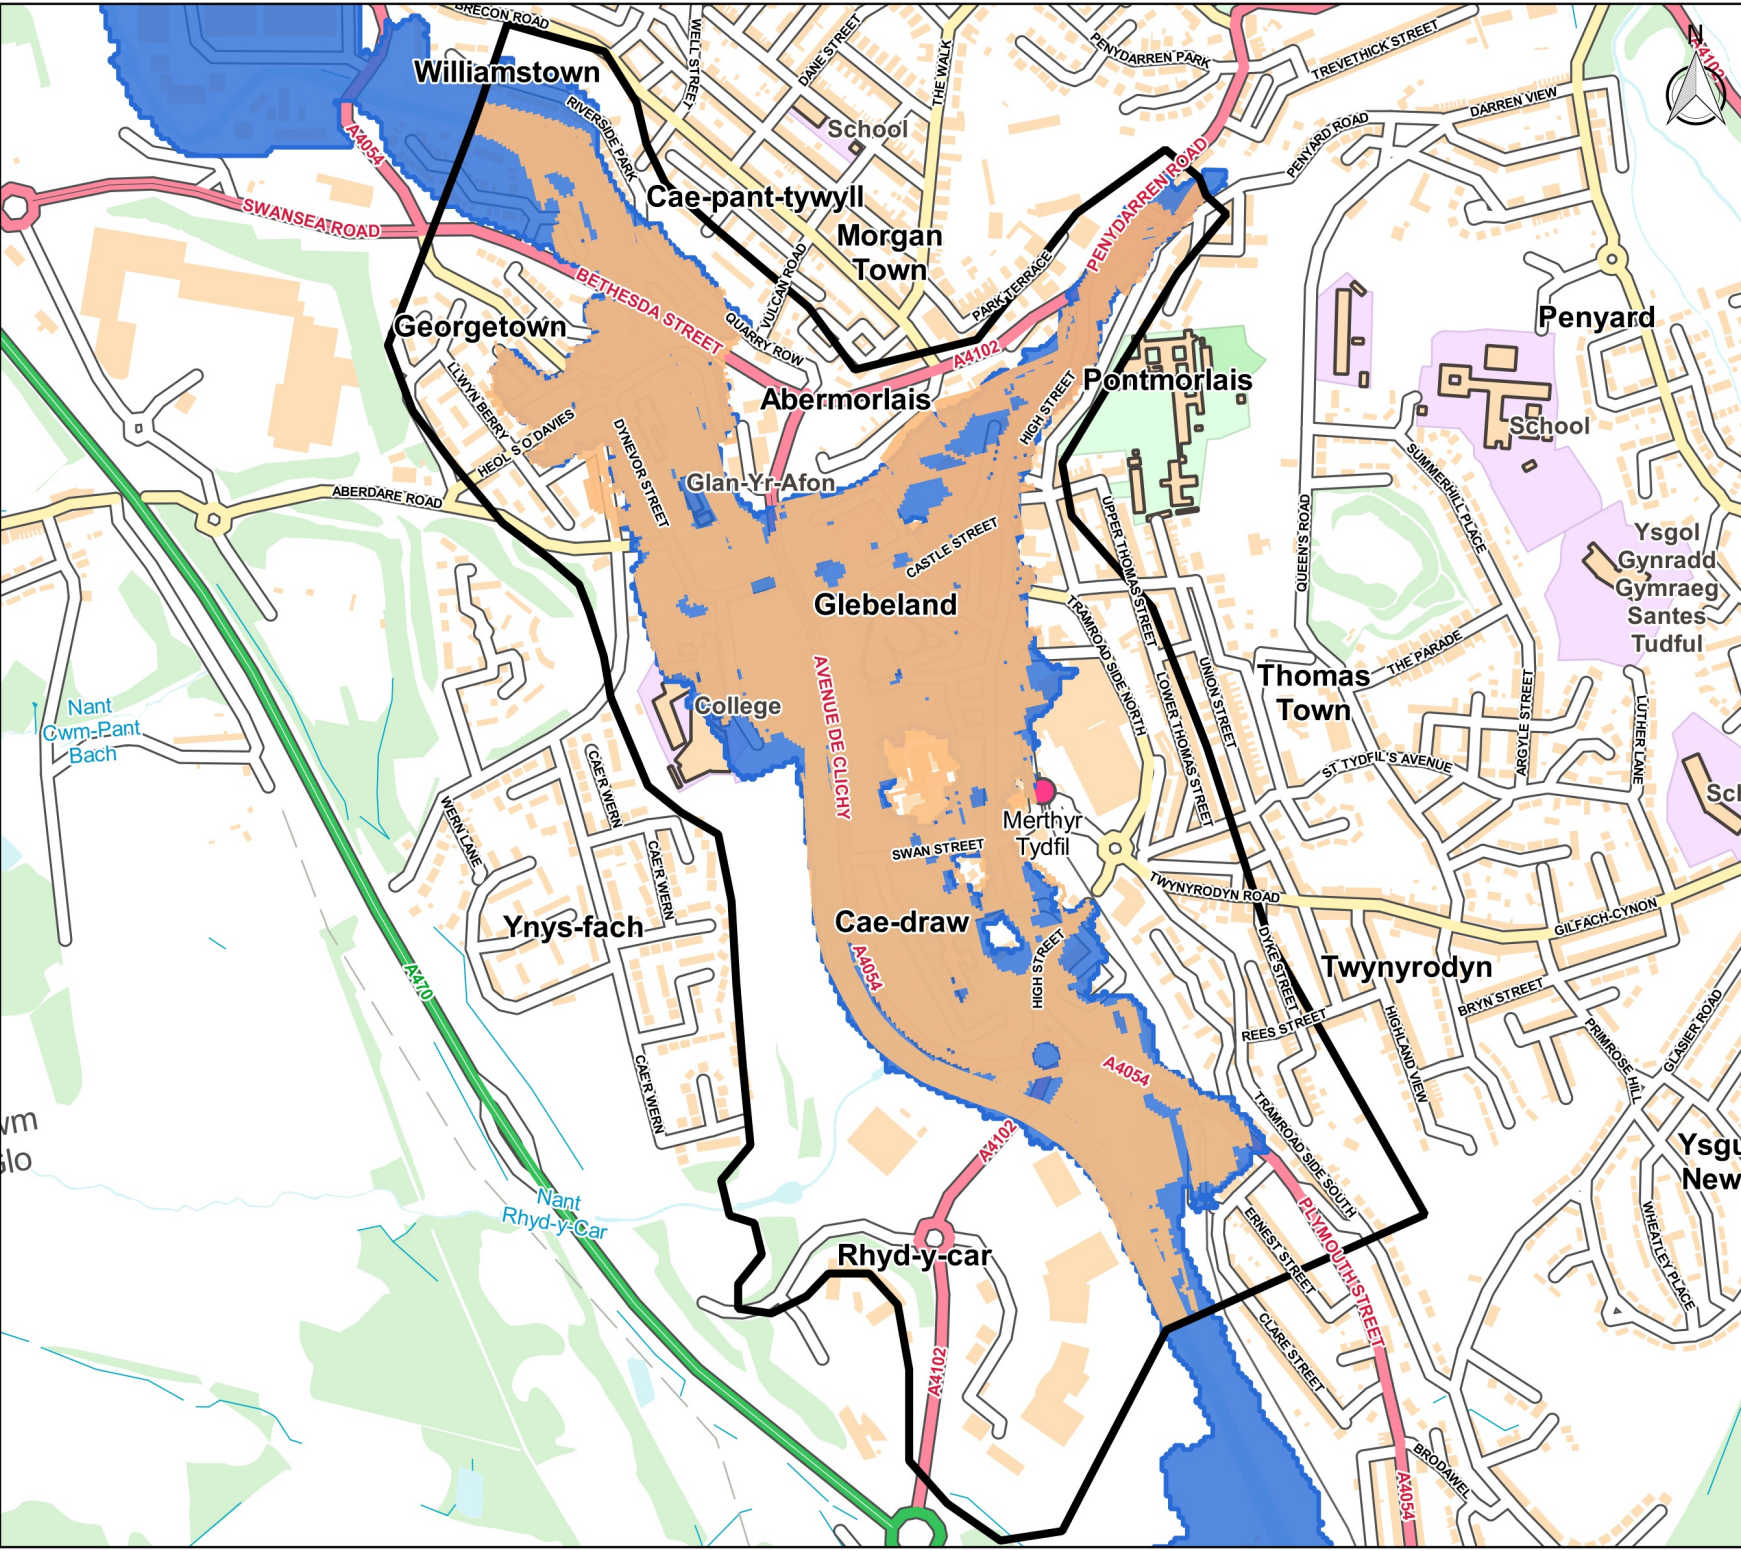 BRECON ROAD
WELL STREET
DANE STREET
THE WALK
PENYDARREN PARK
TREVETHICK STREET
N
A4102
Williamstown
RIVERSIDE PARK
School
A4054
DARREN VIEW
PENYARD ROAD
PENYDARREN ROAD
SWANSEA ROAD
Cae-pant-tywyll
Morgan
Town
VULCAN ROAD
PARK TERRACE
BETHESDA STREET
QUARRY ROW
Georgetown
Penyard
A4102
Abermorlais
Pontmorlais
LLWYN BERRY
HEOL S O'DAVIES
DYNEVOR STREET
HIGH STREET
School
SUMMERHILL PLACE
ABERDARE ROAD
Glan-Yr-Afon
CASTLE STREET
UPPER THOMAS STREET
QUEEN'S ROAD
Ysgol
Gynradd
Gymraeg
Santes
Tudful
Glebeland
TRAMROAD SIDE NORTH
THE PARADE
Thomas
Town
UNION STREET
LOWER THOMAS STREET
ARGYLE STREET
LUTHER LANE
College
AVENUE DE CLICHY
Nant
Cwm-Pant
Bach
ST TYDFIL'S AVENUE
CAE'R WERN
WERN LANE
Merthyr
Tydfil
SWAN STREET
CAE'R WERN
TWYNYRODYN ROAD
GILFACH-CYNON
Ynys-fach
Cae-draw
A4054
HIGH STREET
DYKE STREET
Twynyrodyn
BRYN STREET
A470
REES STREET
HIGHLAND VIEW
PRIMROSE HILL
GLASIER ROAD
CAE'R WERN
A4054
TRAMROAD SIDE SOUTH
A4102
Nant
Rhyd-y-Car
Rhyd-y-car
ERNEST STREET
PLYMOUTH STREET
WHEATLEY PLACE
CLARE STREET
A4102
BRODAWEL
A4054